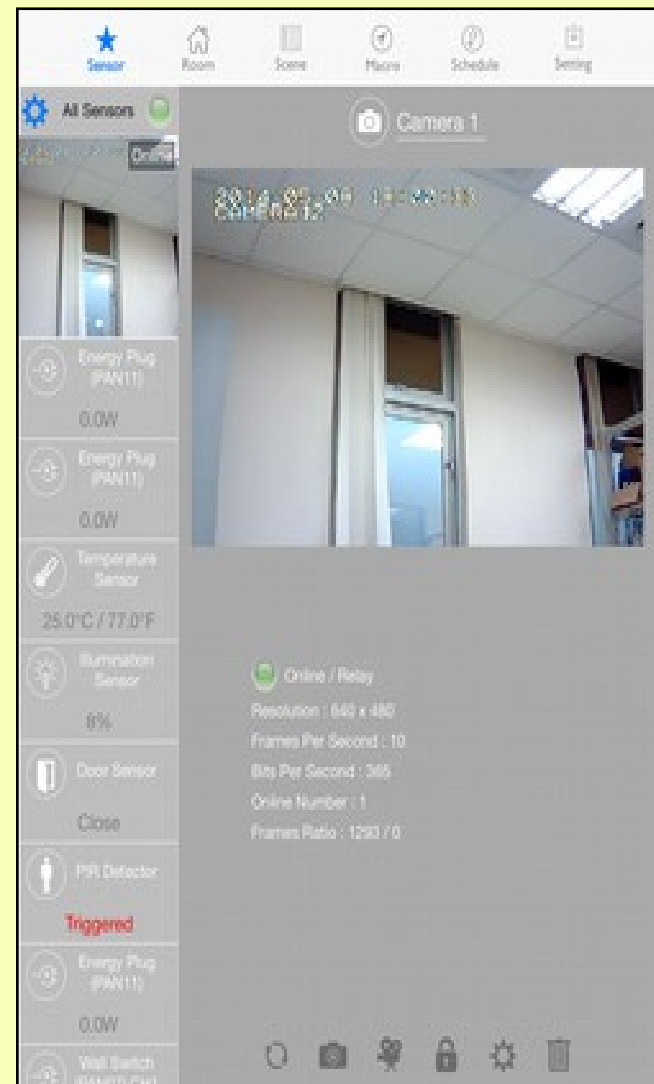 Sensor
Room
Scene
Macro
Schedule
Setting
All Sensors
Camera 1
Online
CAMERA12
Energy Plug
(PAN11)
0.0W
Energy Plug
(PAN11)
0.0W
Temperature
Sensor
25.0°C / 77.0°F
Illumination
Sensor
8%
Door Sensor
Close
PIR Detector
Triggered
Energy Plug
(PAN11)
0.0W
Wall Switch
Online / Relay
Resolution : 640 x 480
Frames Per Second : 10
Bits Per Second : 365
Online Number : 1
Frames Ratio : 1293 / 0